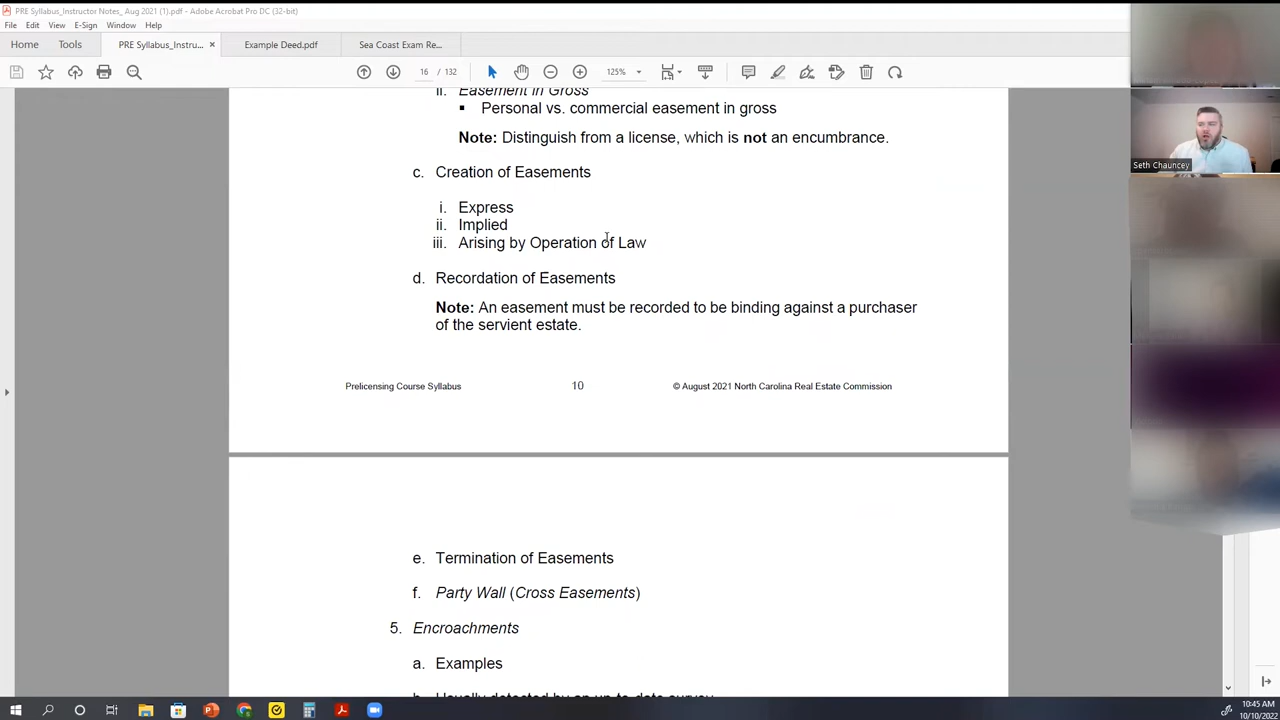 PRE Syllabus_Instructor Notes_ Aug 2021 (1).pdf - Adobe Acrobat Pro DC (32-bit)
File Edit View E-Sign Window Help
Home Tools PRE Syllabus_Instru... × Example Deed.pdf Sea Coast Exam Re...
16 / 132 125%
ii. Easement in Gross
▪ Personal vs. commercial easement in gross
Note: Distinguish from a license, which is not an encumbrance.
c. Creation of Easements
i. Express
ii. Implied
iii. Arising by Operation of Law
d. Recordation of Easements
Note: An easement must be recorded to be binding against a purchaser
of the servient estate.
Prelicensing Course Syllabus 10 © August 2021 North Carolina Real Estate Commission
e. Termination of Easements
f. Party Wall (Cross Easements)
5. Encroachments
a. Examples
b. Usually detected by an up-to-date survey
Seth Chauncey
10:45 AM
10/10/2022